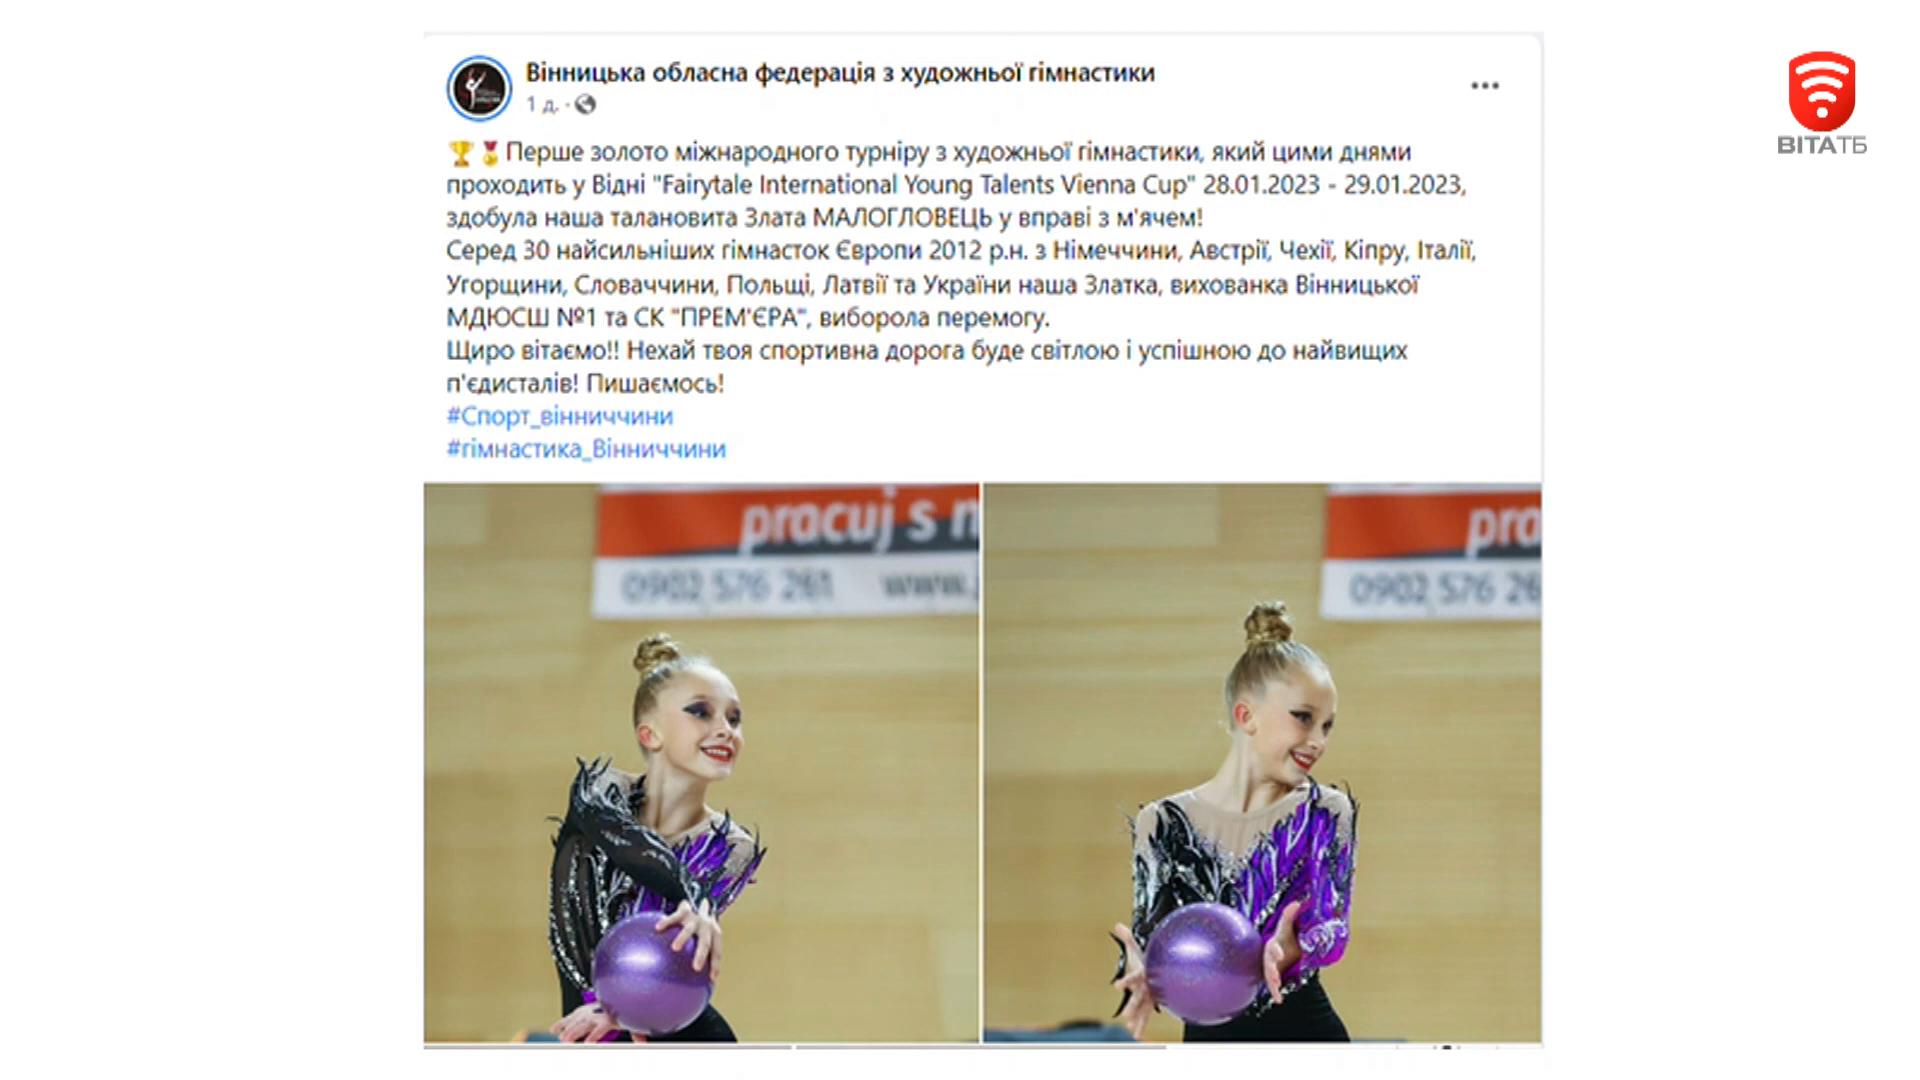 Вінницька обласна федерація з художньої гімнастики
1 д. ·
ВІТАТБ
🏆🏅Перше золото міжнародного турніру з художньої гімнастики, який цими днями
проходить у Відні "Fairytale International Young Talents Vienna Cup" 28.01.2023 - 29.01.2023,
здобула наша талановита Злата МАЛОГЛОВЕЦЬ у вправі з м'ячем!
Серед 30 найсильніших гімнасток Європи 2012 р.н. з Німеччини, Австрії, Чехії, Кіпру, Італії,
Угорщини, Словаччини, Польщі, Латвії та України наша Златка, вихованка Вінницької
МДЮСШ №1 та СК "ПРЕМ'ЄРА", виборола перемогу.
Щиро вітаємо!! Нехай твоя спортивна дорога буде світлою і успішною до найвищих
п'єдисталів! Пишаємось!
#Спорт_вінниччини
#гімнастика_Вінниччини
pracuj s n
0902 576 261 www.
pra
0902 576 26